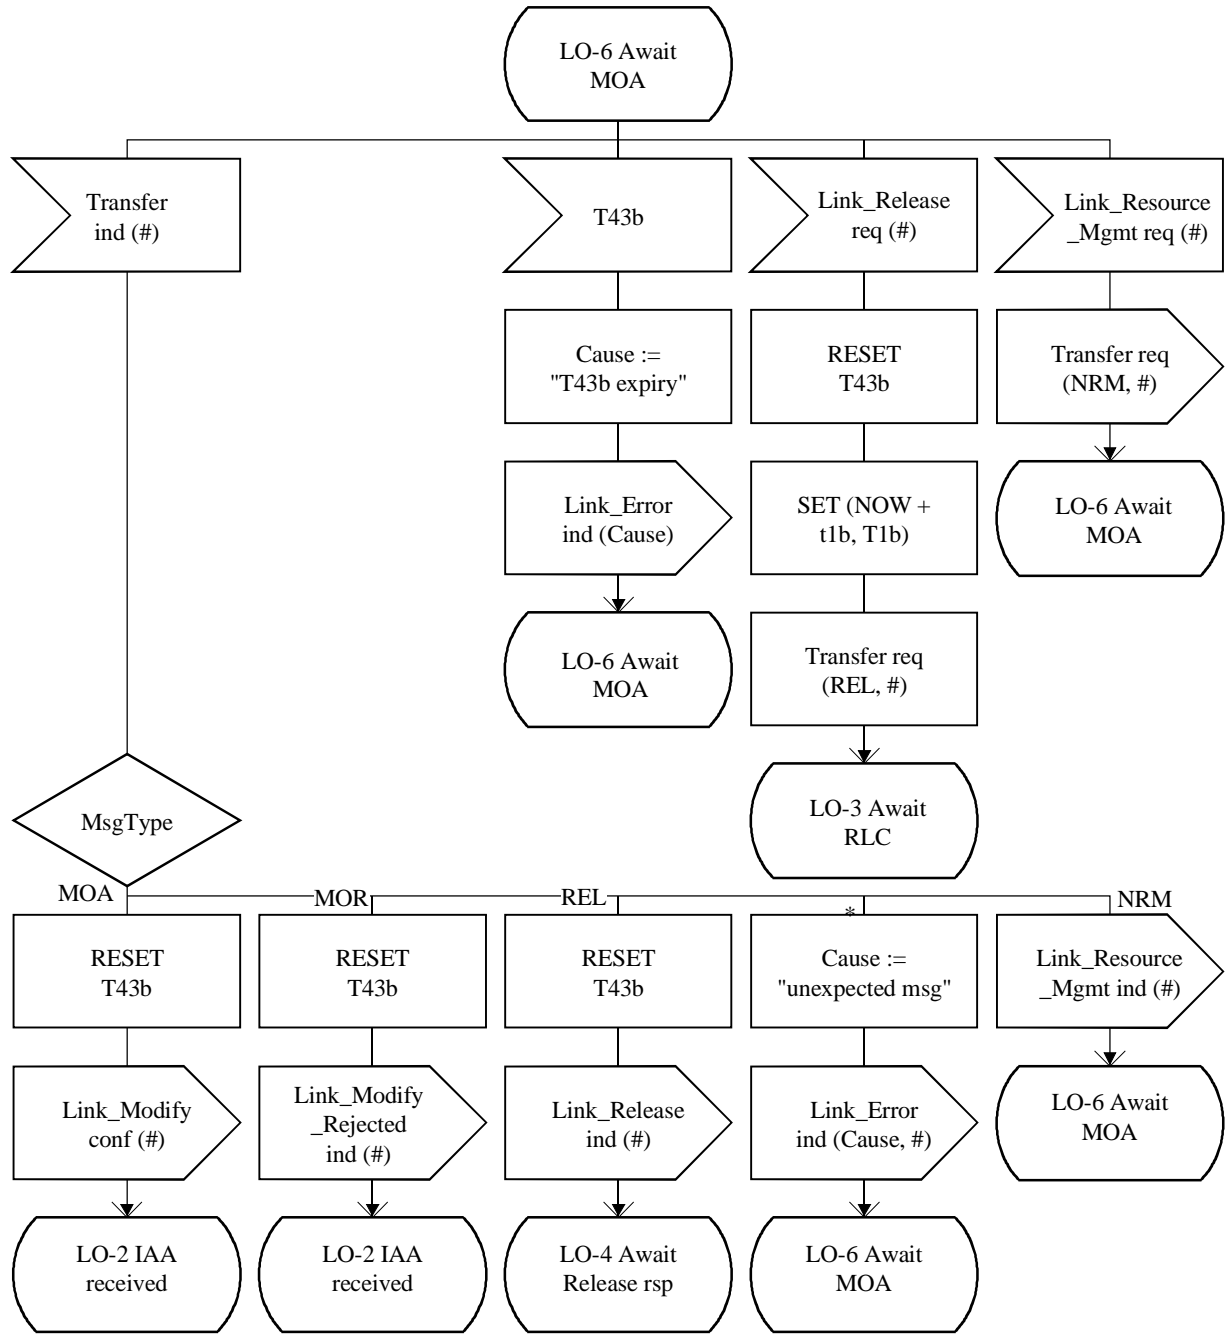 LO-6 Await
MOA
Transfer
ind (#)
T43b
Link_Release
req (#)
Link_Resource
_Mgmt req (#)
Cause :=
"T43b expiry"
RESET
T43b
Transfer req
(NRM, #)
Link_Error
ind (Cause)
SET (NOW +
t1b, T1b)
LO-6 Await
MOA
LO-6 Await
MOA
Transfer req
(REL, #)
MsgType
LO-3 Await
RLC
MOA
MOR
REL
*
NRM
RESET
T43b
RESET
T43b
RESET
T43b
Cause :=
"unexpected msg"
Link_Resource
_Mgmt ind (#)
Link_Modify
conf (#)
Link_Modify
_Rejected
ind (#)
Link_Release
ind (#)
Link_Error
ind (Cause, #)
LO-6 Await
MOA
LO-2 IAA
received
LO-2 IAA
received
LO-4 Await
Release rsp
LO-6 Await
MOA